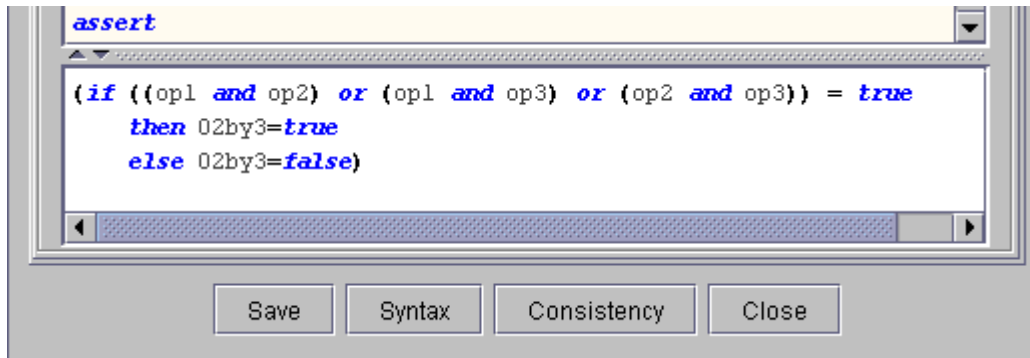 assert
(if ((op1 and op2) or (op1 and op3) or (op2 and op3)) = true
then 02by3=true
else 02by3=false)
Save Syntax Consistency Close